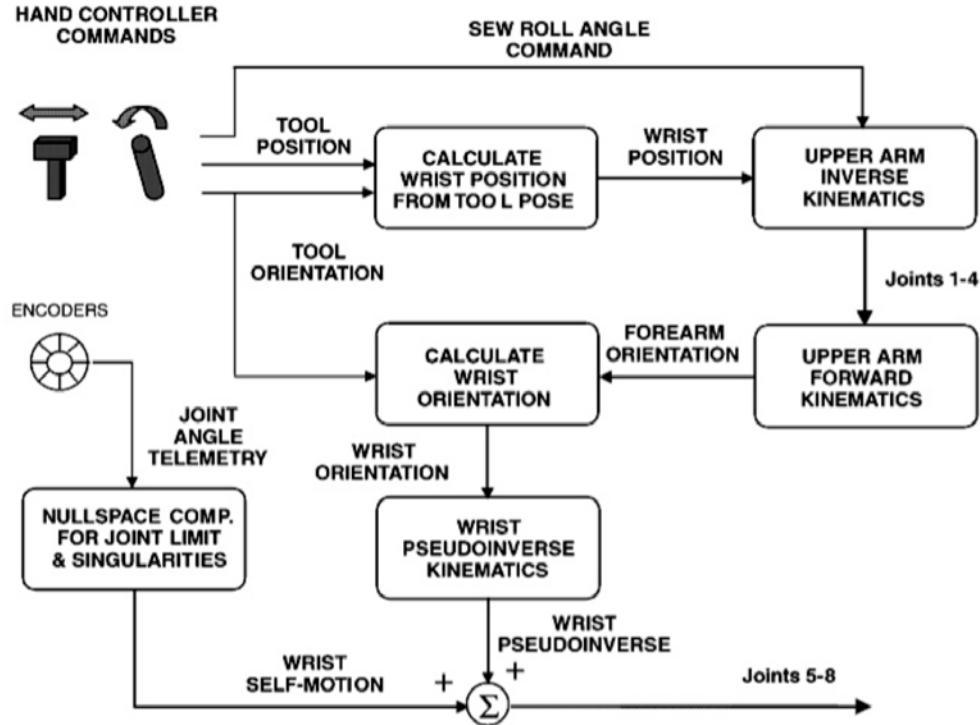 HAND CONTROLLER
COMMANDS
SEW ROLL ANGLE
COMMAND
TOOL
POSITION
CALCULATE
WRIST POSITION
FROM TOO L POSE
WRIST
POSITION
UPPER ARM
INVERSE
KINEMATICS
TOOL
ORIENTATION
Joints 1-4
ENCODERS
CALCULATE
WRIST
ORIENTATION
FOREARM
ORIENTATION
UPPER ARM
FORWARD
KINEMATICS
JOINT
ANGLE
TELEMETRY
WRIST
ORIENTATION
NULLSPACE COMP.
FOR JOINT LIMIT
& SINGULARITIES
WRIST
PSEUDOINVERSE
KINEMATICS
WRIST
PSEUDOINVERSE
WRIST
SELF-MOTION
+
+
Σ
Joints 5-8